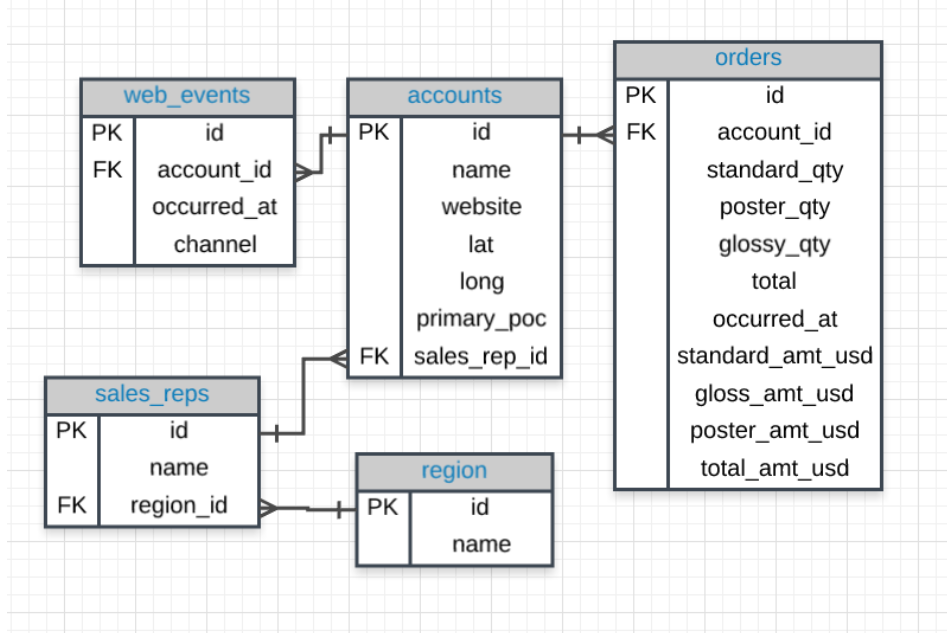 web_events
PK id
FK account_id
occurred_at
channel
accounts
PK id
name
website
lat
long
primary_poc
FK sales_rep_id
orders
PK id
FK account_id
standard_qty
poster_qty
glossy_qty
total
occurred_at
standard_amt_usd
gloss_amt_usd
poster_amt_usd
total_amt_usd
sales_reps
PK id
name
FK region_id
region
PK id
name